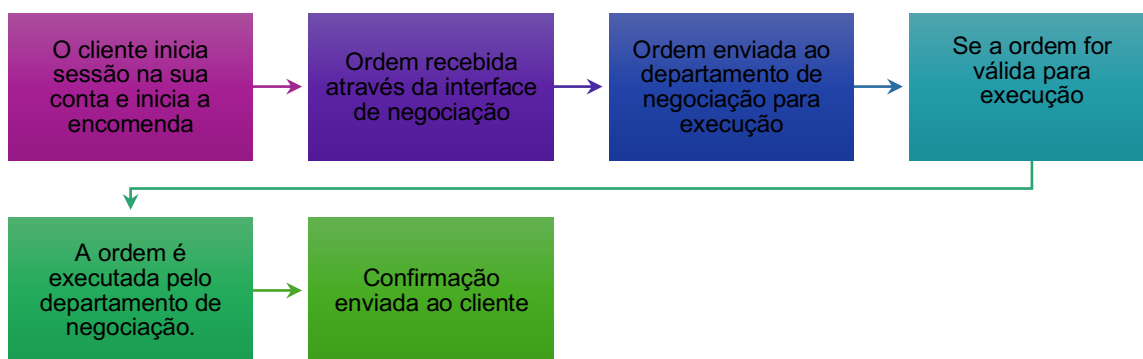 O cliente inicia
sessão na sua
conta e inicia a
encomenda
Ordem recebida
através da interface
de negociação
Ordem enviada ao
departamento de
negociação para
execução
Se a ordem for
válida para
execução
A ordem é
executada pelo
departamento de
negociação.
Confirmação
enviada ao cliente